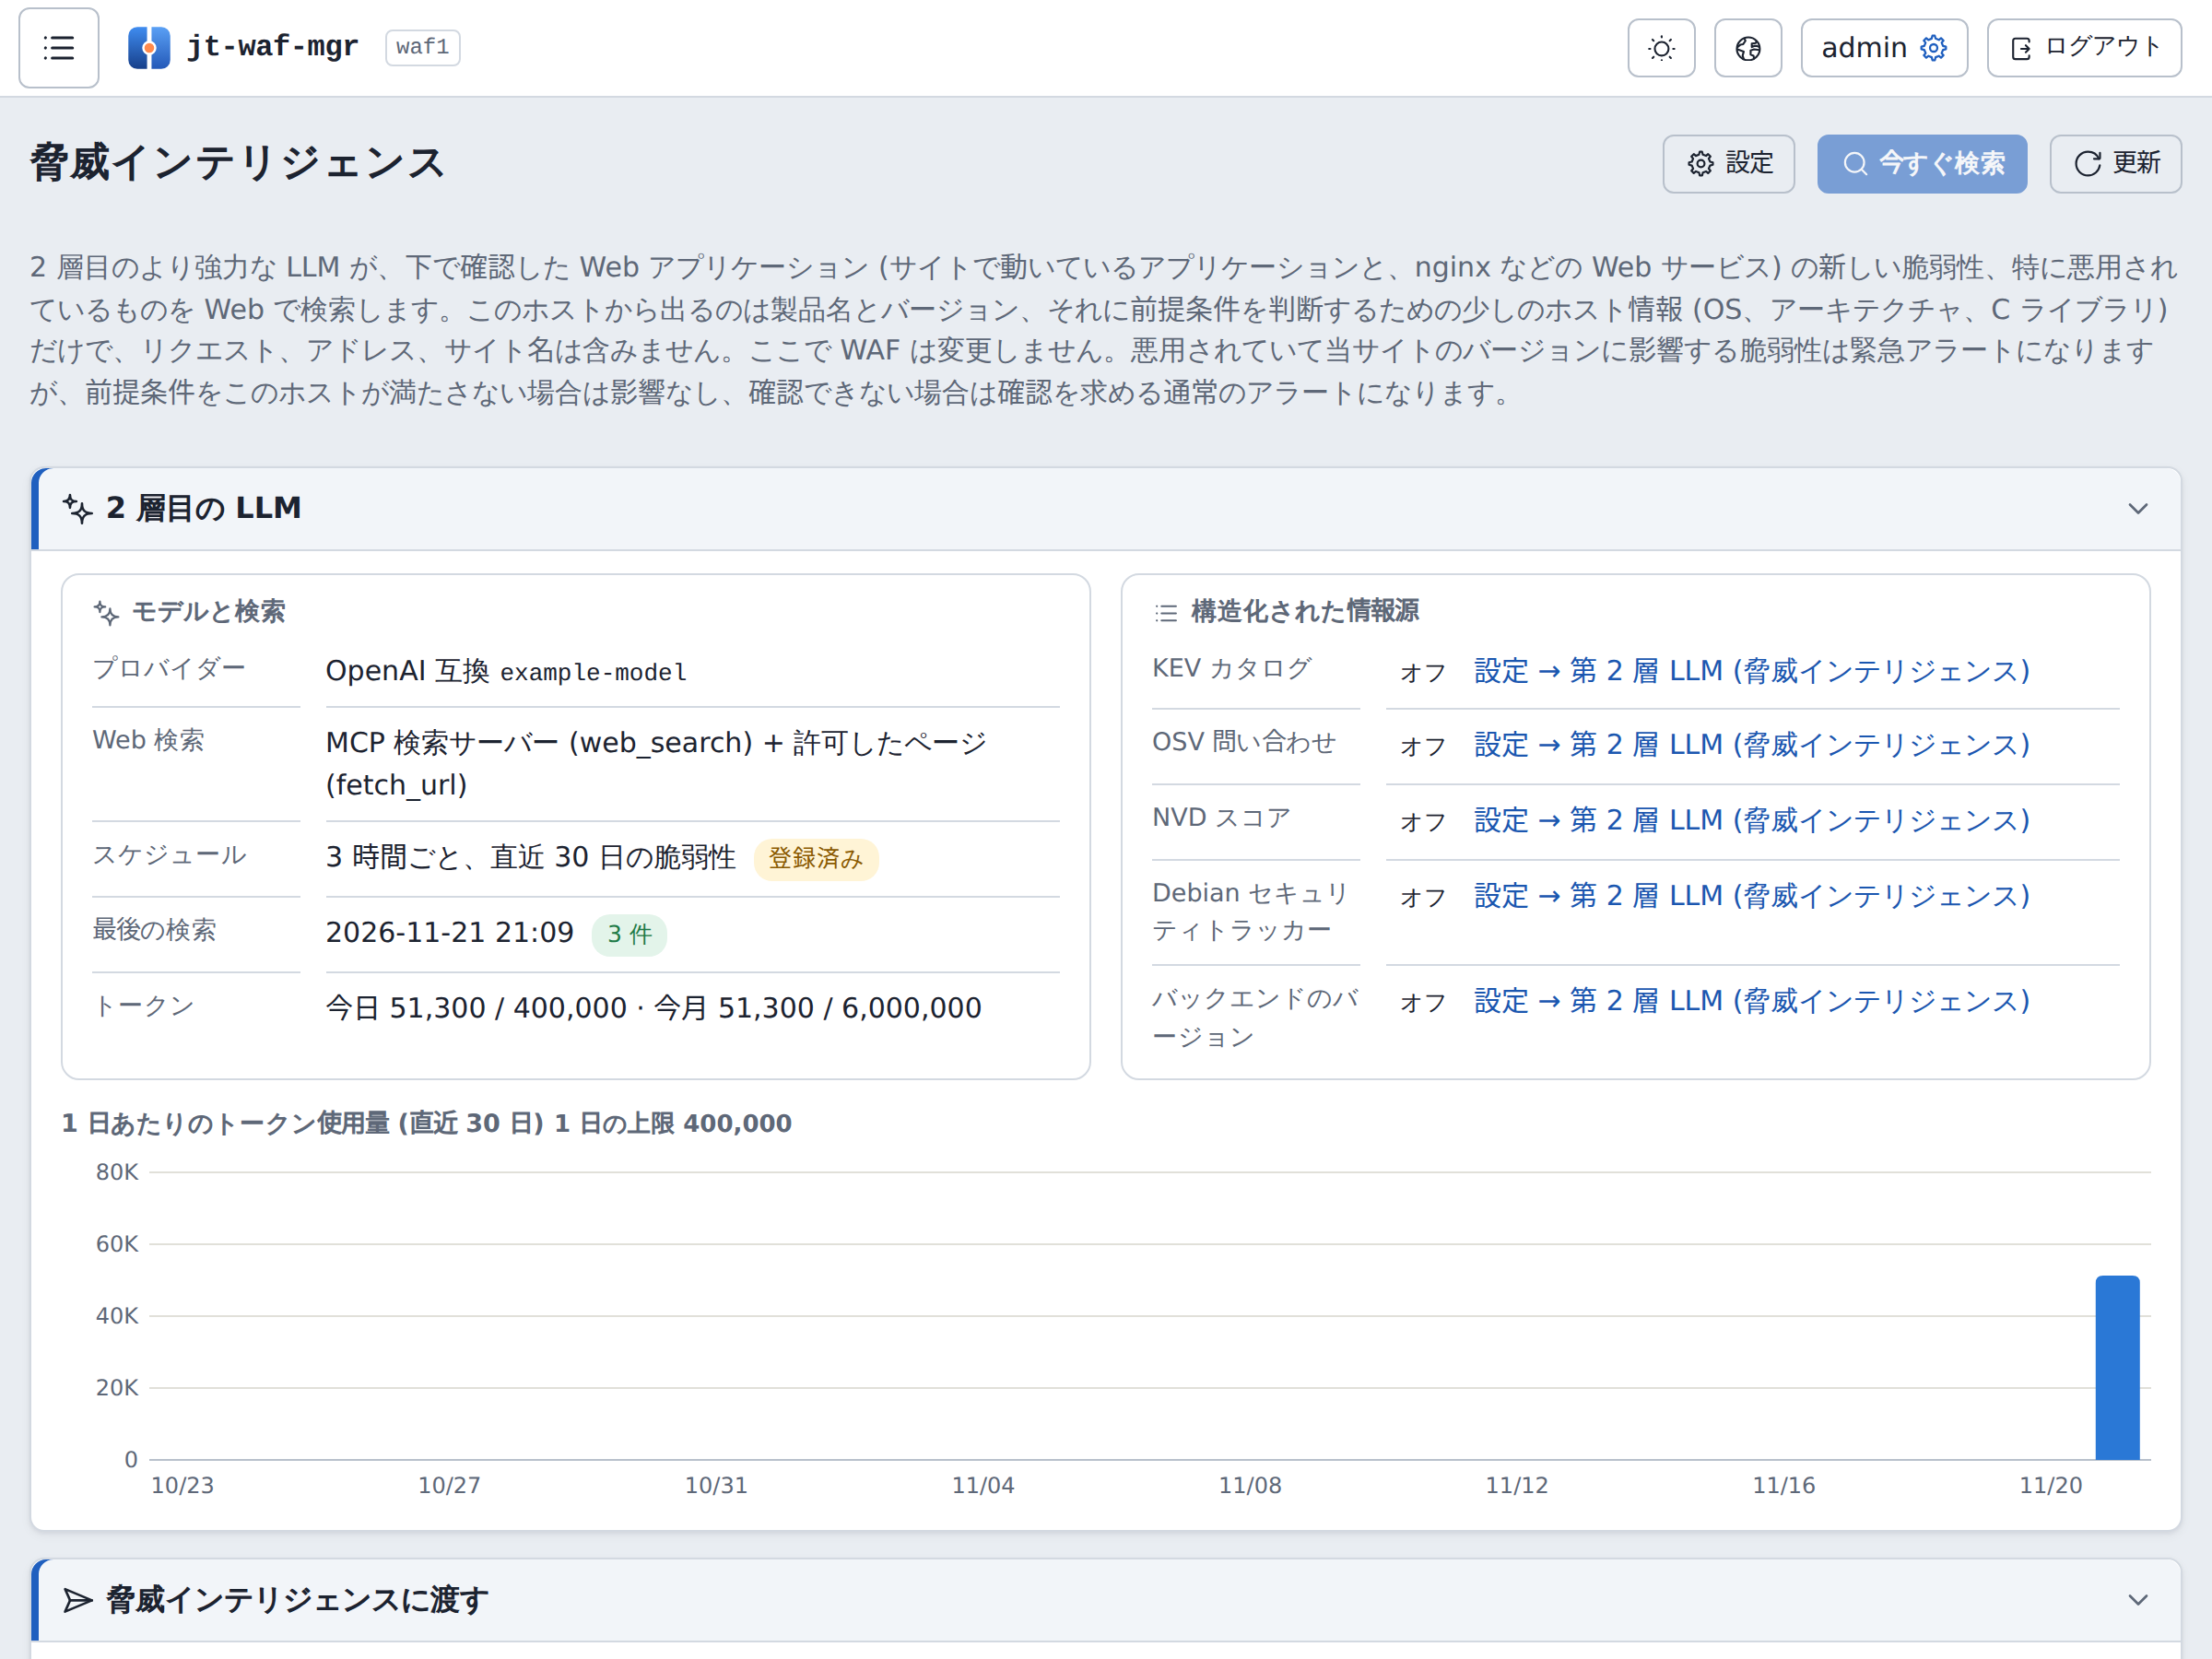 jt-waf-mgr waf1 admin ログアウト
脅威インテリジェンス 設定 今すぐ検索 更新
2 層目のより強力な LLM が、下で確認した Web アプリケーション (サイトで動いているアプリケーションと、nginx などの Web サービス) の新しい脆弱性、特に悪用され
ているものを Web で検索します。このホストから出るのは製品名とバージョン、それに前提条件を判断するための少しのホスト情報 (OS、アーキテクチャ、C ライブラリ)
だけで、リクエスト、アドレス、サイト名は含みません。ここで WAF は変更しません。悪用されていて当サイトのバージョンに影響する脆弱性は緊急アラートになります
が、前提条件をこのホストが満たさない場合は影響なし、確認できない場合は確認を求める通常のアラートになります。
2 層目の LLM
モデルと検索
プロバイダー OpenAI 互換 example-model
Web 検索 MCP 検索サーバー (web_search) + 許可したページ
(fetch_url)
スケジュール 3 時間ごと、直近 30 日の脆弱性 登録済み
最後の検索 2026-11-21 21:09 3 件
トークン 今日 51,300 / 400,000 · 今月 51,300 / 6,000,000
構造化された情報源
KEV カタログ オフ 設定 → 第 2 層 LLM (脅威インテリジェンス)
OSV 問い合わせ オフ 設定 → 第 2 層 LLM (脅威インテリジェンス)
NVD スコア オフ 設定 → 第 2 層 LLM (脅威インテリジェンス)
Debian セキュリ オフ 設定 → 第 2 層 LLM (脅威インテリジェンス)
ティトラッカー
バックエンドのバ オフ 設定 → 第 2 層 LLM (脅威インテリジェンス)
ージョン
1 日あたりのトークン使用量 (直近 30 日) 1 日の上限 400,000
80K
60K
40K
20K
0
10/23 10/27 10/31 11/04 11/08 11/12 11/16 11/20
脅威インテリジェンスに渡す